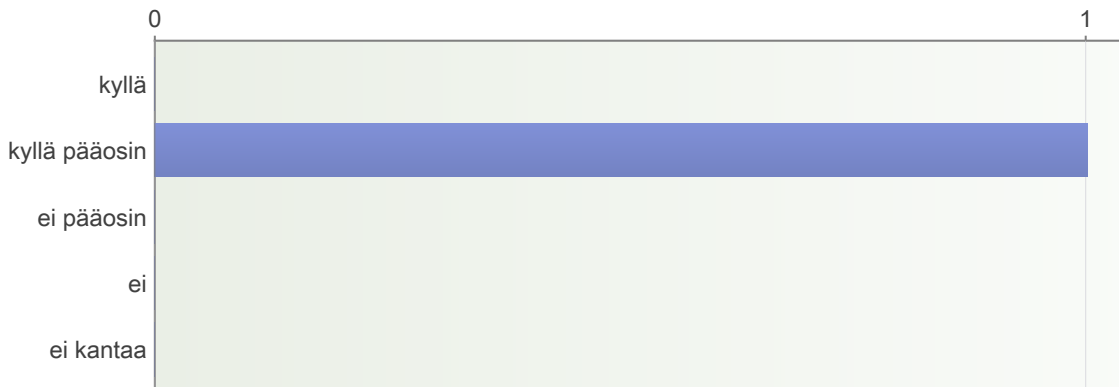 0 1
kyllä
kyllä pääosin
ei pääosin
ei
ei kantaa